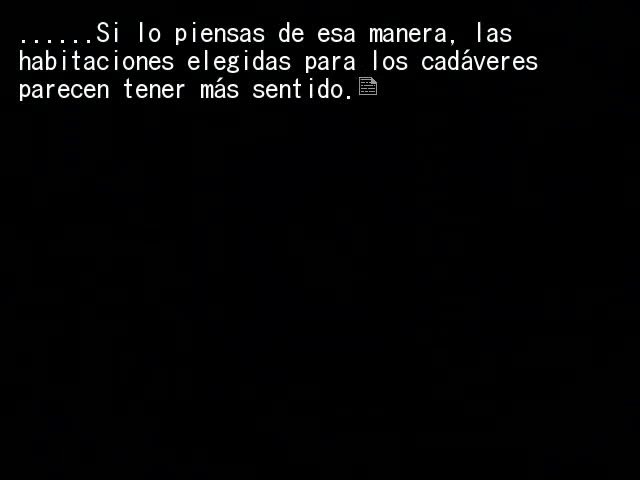 ......Si lo piensas de esa manera, las
habitaciones elegidas para los cadáveres
parecen tener más sentido.